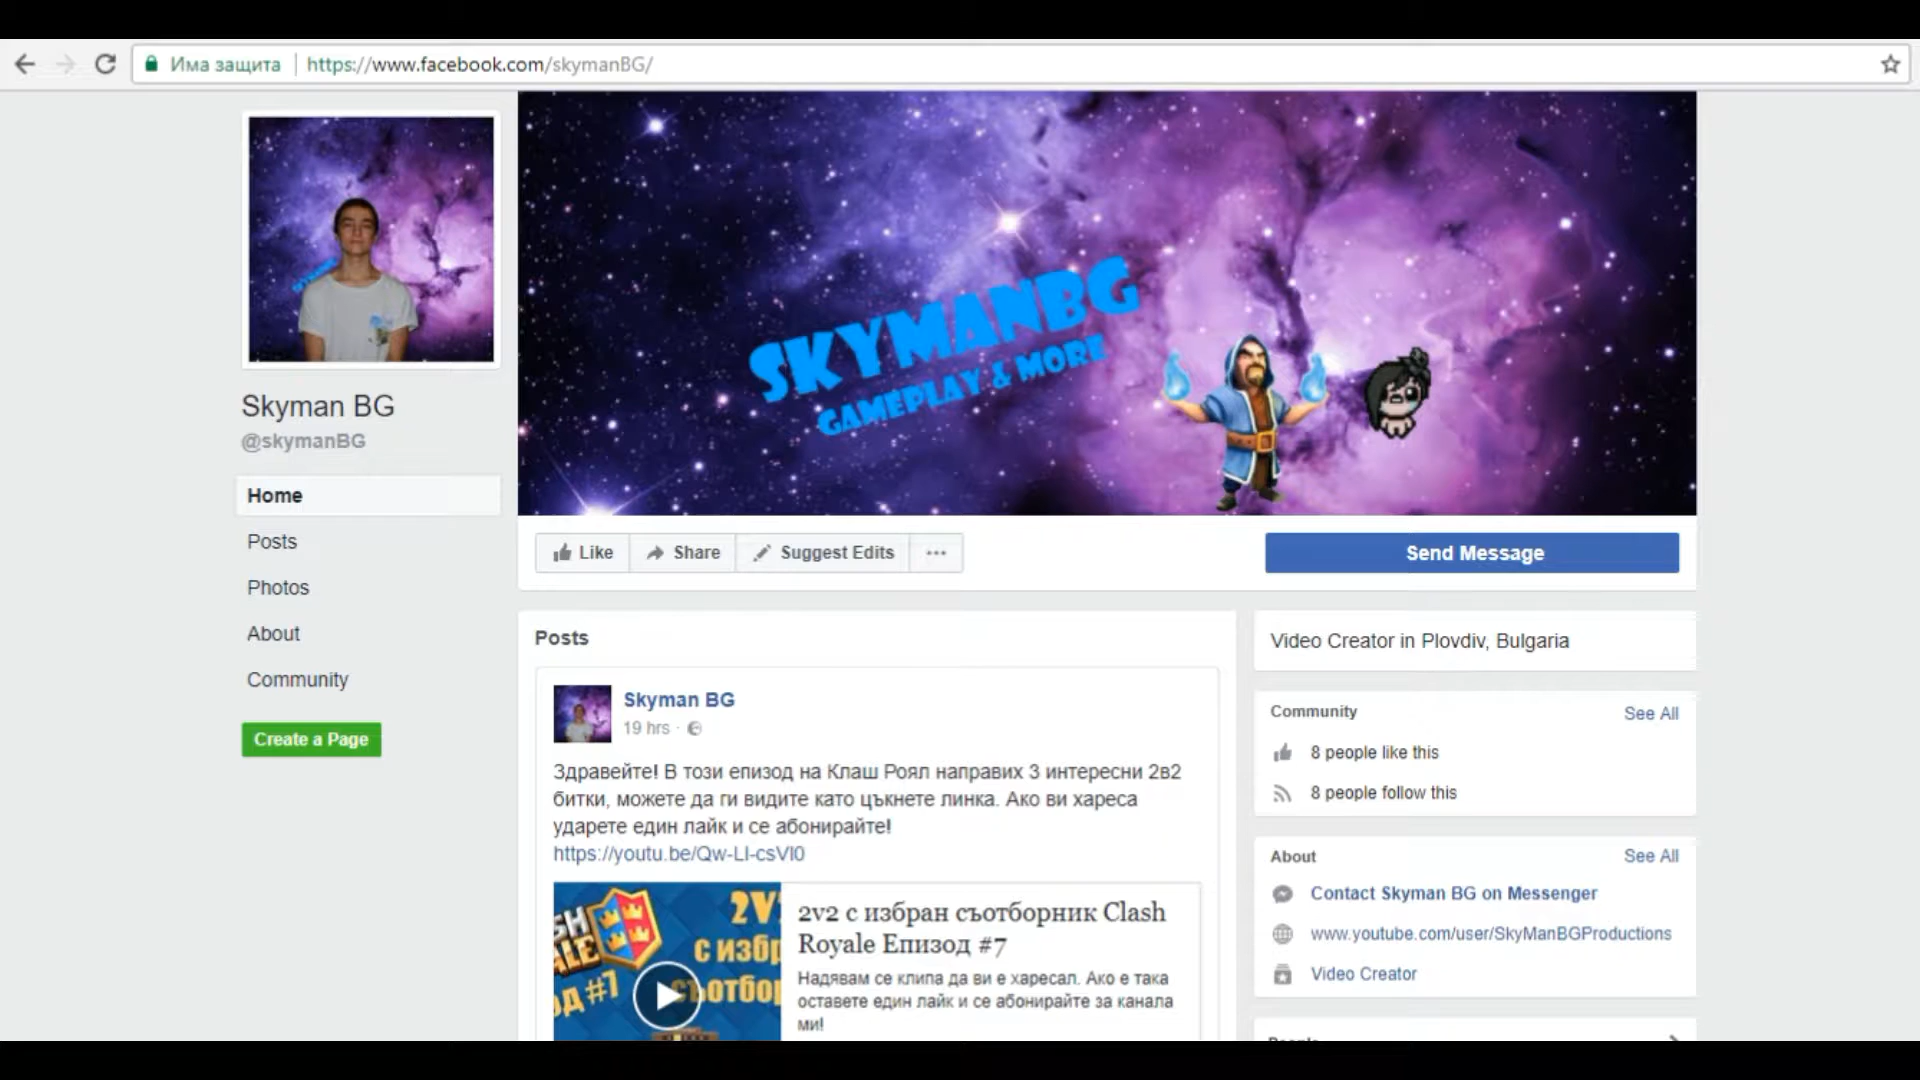 Има защита
https://www.facebook.com/skymanBG/
SKYMANBG
GAMEPLAY & MORE
Skyman BG
@skymanBG
Home
Posts
Photos
About
Community
Create a Page
Like
Share
Suggest Edits
Send Message
Posts
Skyman BG
19 hrs
Здравейте! В този епизод на Клаш Роял направих 3 интересни 2в2
битки, можете да ги видите като цъкнете линка. Ако ви хареса
ударете един лайк и се абонирайте!
https://youtu.be/Qw-LI-csVI0
2V
с избр
съотбо
#7
2v2 с избран съотборник Clash
Royale Епизод #7
Надявам се клипа да ви е харесал. Ако е така
оставете един лайк и се абонирайте за канала
ми!
Video Creator in Plovdiv, Bulgaria
Community
See All
8 people like this
8 people follow this
About
See All
Contact Skyman BG on Messenger
www.youtube.com/user/SkyManBGProductions
Video Creator